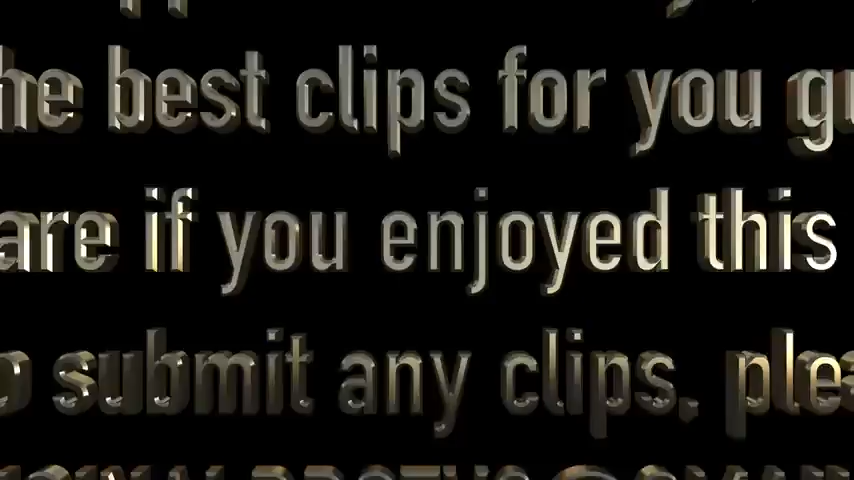 he best clips for you gu
are if you enjoyed this
o submit any clips, plea